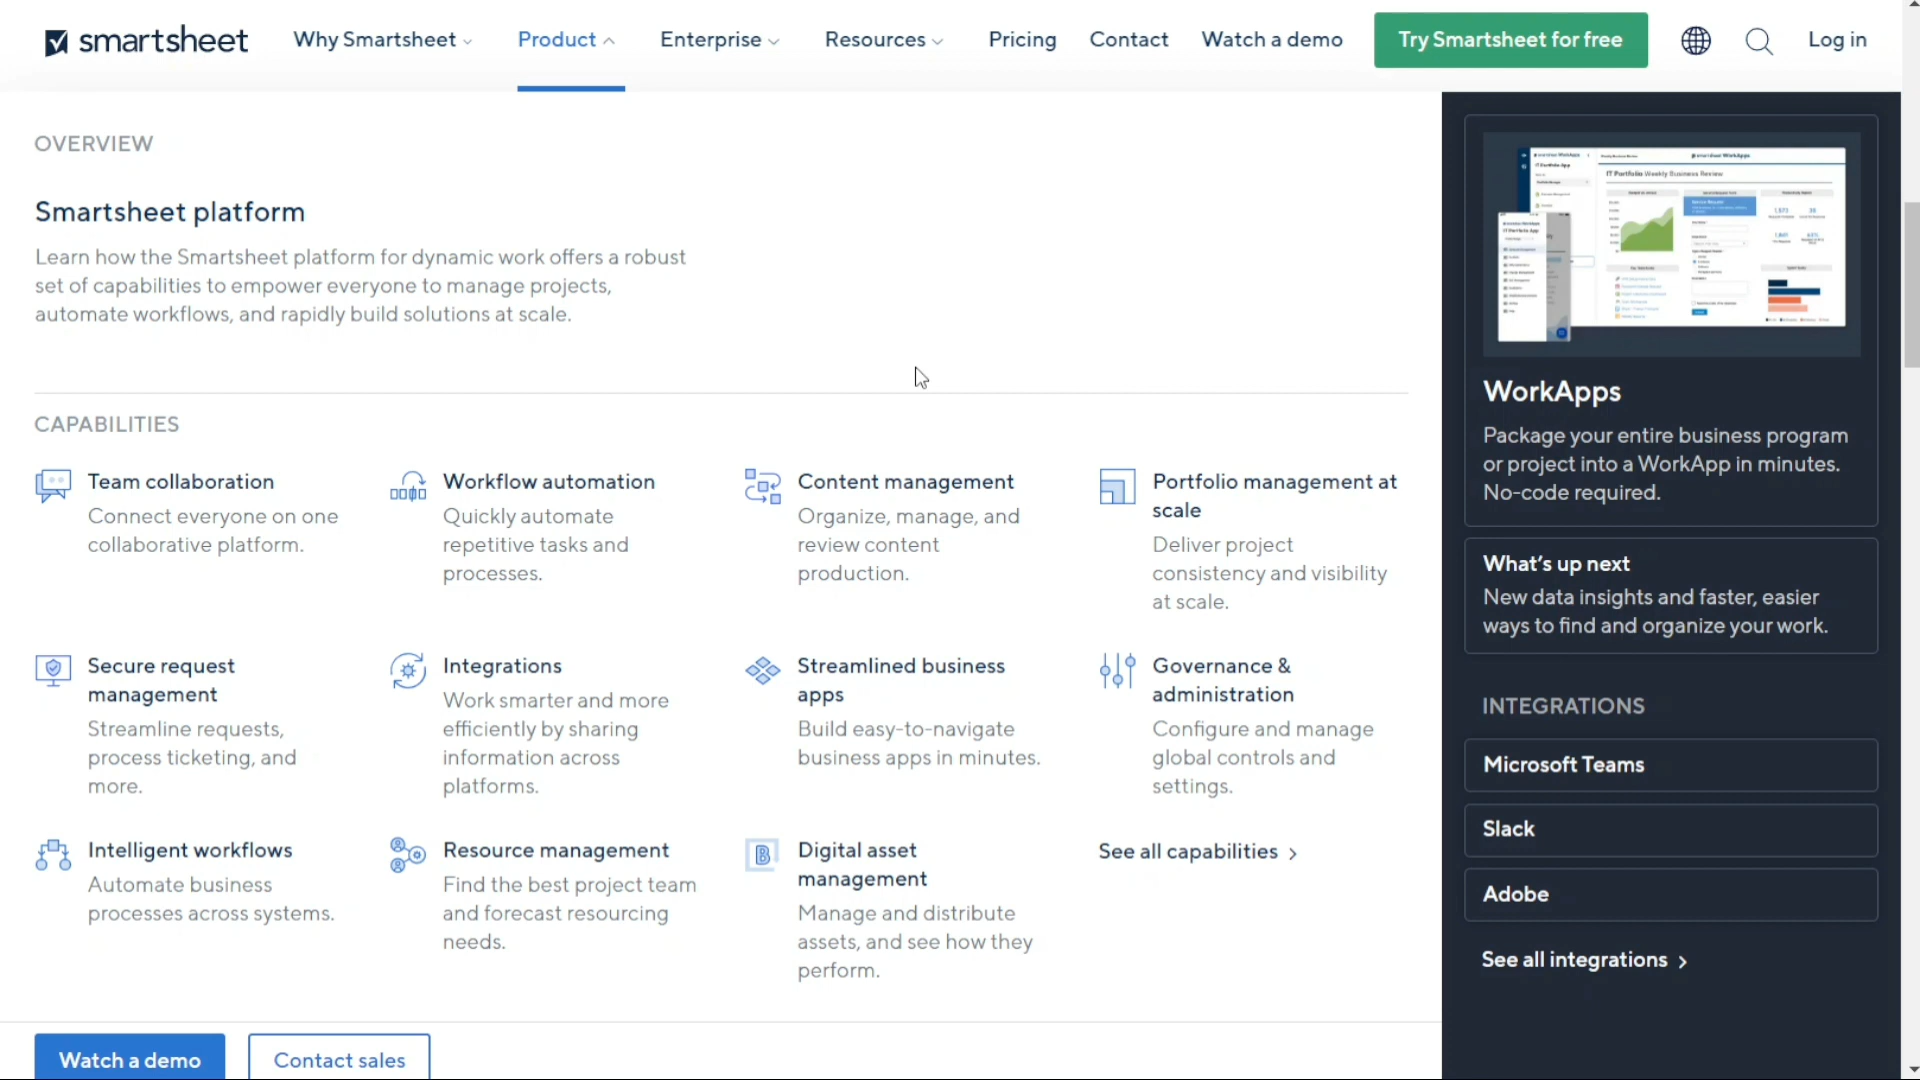 smartsheet
Why Smartsheet
Product
Enterprise
Resources
Pricing
Contact
Watch a demo
Try Smartsheet for free
Log in
OVERVIEW
Smartsheet platform
Learn how the Smartsheet platform for dynamic work offers a robust
set of capabilities to empower everyone to manage projects,
automate workflows, and rapidly build solutions at scale.
CAPABILITIES
Team collaboration
Connect everyone on one
collaborative platform.
Workflow automation
Quickly automate
repetitive tasks and
processes.
Content management
Organize, manage, and
review content
production.
Portfolio management at
scale
Deliver project
consistency and visibility
at scale.
Secure request
management
Streamline requests,
process ticketing, and
more.
Integrations
Work smarter and more
efficiently by sharing
information across
platforms.
Streamlined business
apps
Build easy-to-navigate
business apps in minutes.
Governance &
administration
Configure and manage
global controls and
settings.
Intelligent workflows
Automate business
processes across systems.
Resource management
Find the best project team
and forecast resourcing
needs.
Digital asset
management
Manage and distribute
assets, and see how they
perform.
See all capabilities
Watch a demo
Contact sales
IT Portfolio Weekly Business Review
WorkApps
Package your entire business program
or project into a WorkApp in minutes.
No-code required.
What's up next
New data insights and faster, easier
ways to find and organize your work.
INTEGRATIONS
Microsoft Teams
Slack
Adobe
See all integrations